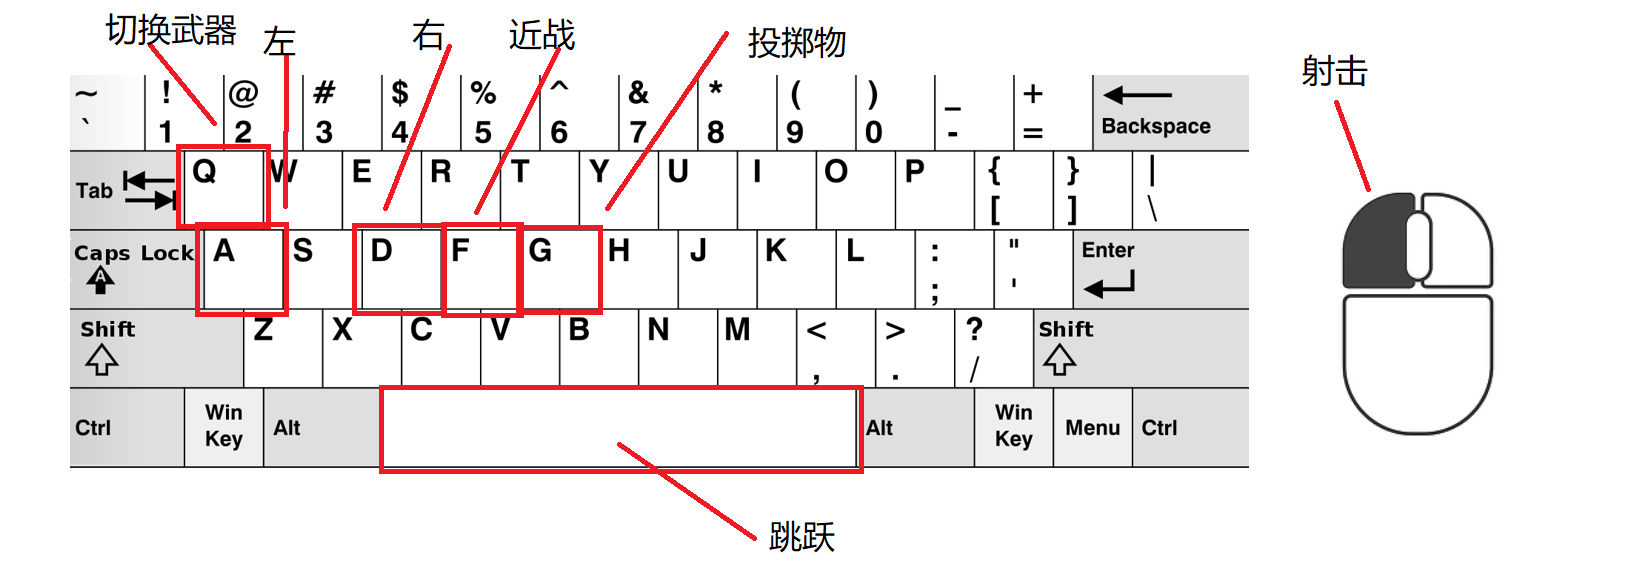 切换武器 左 右 近战 投掷物 射击
~ ! @ # $ % ^ & * ( ) _ +
` 1 2 3 4 5 6 7 8 9 0 - = Backspace
Tab Q W E R T Y U I O P { } |
[ ] \
Caps Lock A S D F G H J K L : " Enter
A ; '
Shift Z X C V B N M < > ? Shift
, . /
Ctrl Win Key Alt Alt Win Key Menu Ctrl
跳跃